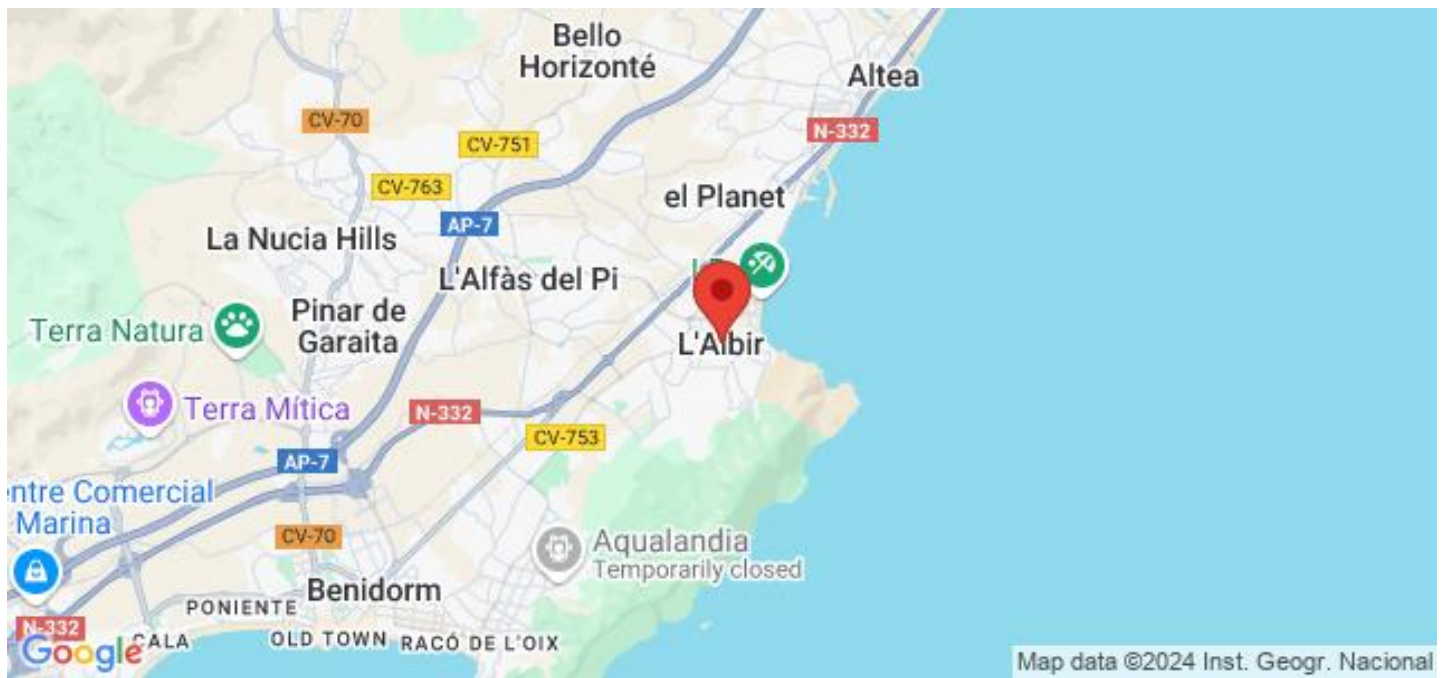 Bello
Horizonté
Altea
CV-70
N-332
CV-751
CV-763
el Planet
AP-7
La Nucia Hills
L'Alfàs del Pi
Pinar de
Garaita
Terra Natura
L'Albir
Terra Mítica
N-332
CV-753
AP-7
entre Comercial
Marina
CV-70
Aqualandia
Temporarily closed
Benidorm
PONIENTE
N-332
CALA
OLD TOWN
RACÓ DE L'OIX
Google
Map data ©2024 Inst. Geogr. Nacional